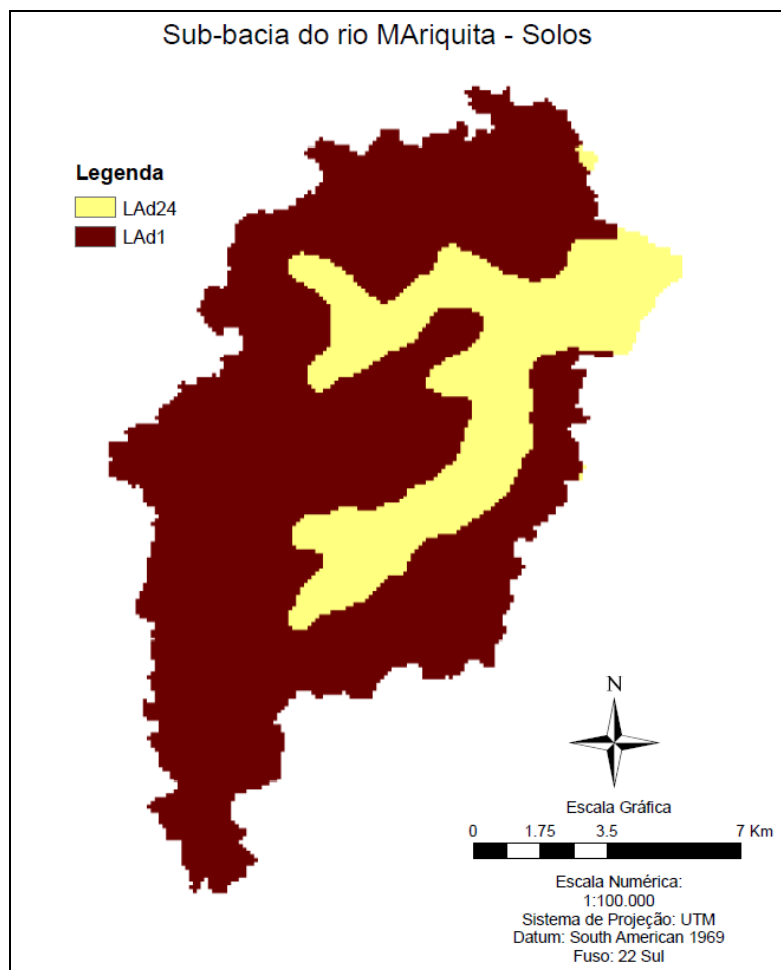 Sub-bacia do rio MAriquita - Solos
Legenda
LAd24
LAd1
N
Escala Gráfica
0 1.75 3.5 7 Km
Escala Numérica:
1:100.000
Sistema de Projeção: UTM
Datum: South American 1969
Fuso: 22 Sul